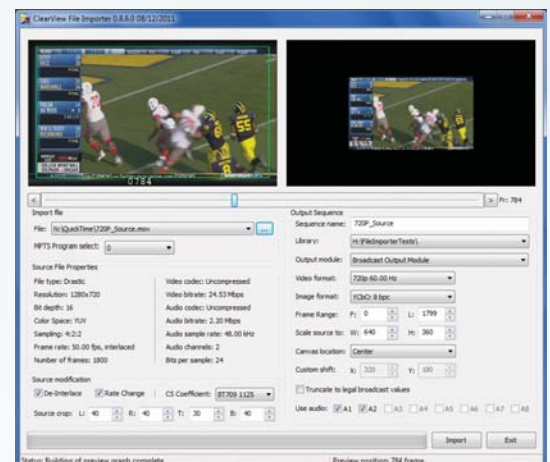 ClearView File Importer 0.8.6.0 08/12/2011
0784
< > Fr: 784
Import file
File: N:\QuickTime\720P_Source.mov ...
MPTS Program select: 0
Source File Properties
File type: Drastic
Resolution: 1280x720
Bit depth: 16
Color Space: YUV
Sampling: 4:2:2
Frame rate: 50.00 fps, interlaced
Number of frames: 1800
Video codec: Uncompressed
Video bitrate: 24.53 Mbps
Audio codec: Uncompressed
Audio bitrate: 2.20 Mbps
Audio sample rate: 48.00 kHz
Audio channels: 2
Bits per sample: 24
Source modification
De-Interlace Rate Change CS Coefficient: BT709 1125
Source crop: L: 40 R: 40 T: 30 B: 40
Output Sequence
Sequence name: 720P_Source
Library: H:\FileImporterTests\
Output module: Broadcast Output Module
Video format: 720p 60.00 Hz
Image format: YCbCr 8 bpc
Frame Range: F: 0 L: 1799
Scale source to: W: 640 H: 360
Canvas location: Center
Custom shift: X: 320 Y: 180
Truncate to legal broadcast values
Use audio: A1 A2 A3 A4 A5 A6 A7 A8
Import Exit
Status: Building of preview graph complete. Preview position: 784 frame.